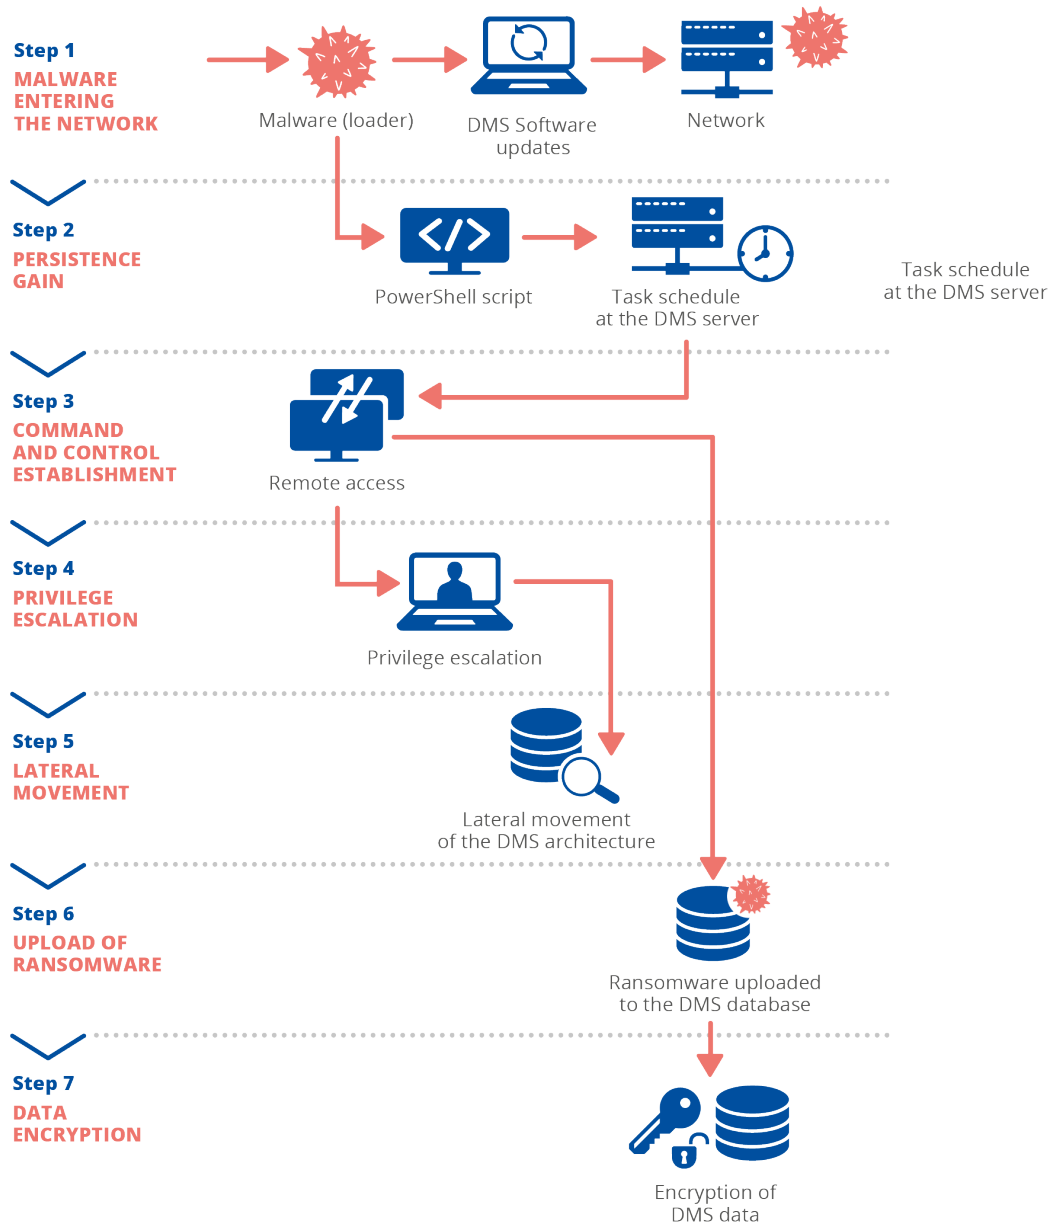 Step 1
MALWARE
ENTERING
THE NETWORK
Malware (loader)
DMS Software
updates
Network
Step 2
PERSISTENCE
GAIN
PowerShell script
Task schedule
at the DMS server
Task schedule
at the DMS server
Step 3
COMMAND
AND CONTROL
ESTABLISHMENT
Remote access
Step 4
PRIVILEGE
ESCALATION
Privilege escalation
Step 5
LATERAL
MOVEMENT
Lateral movement
of the DMS architecture
Step 6
UPLOAD OF
RANSOMWARE
Ransomware uploaded
to the DMS database
Step 7
DATA
ENCRYPTION
Encryption of
DMS data